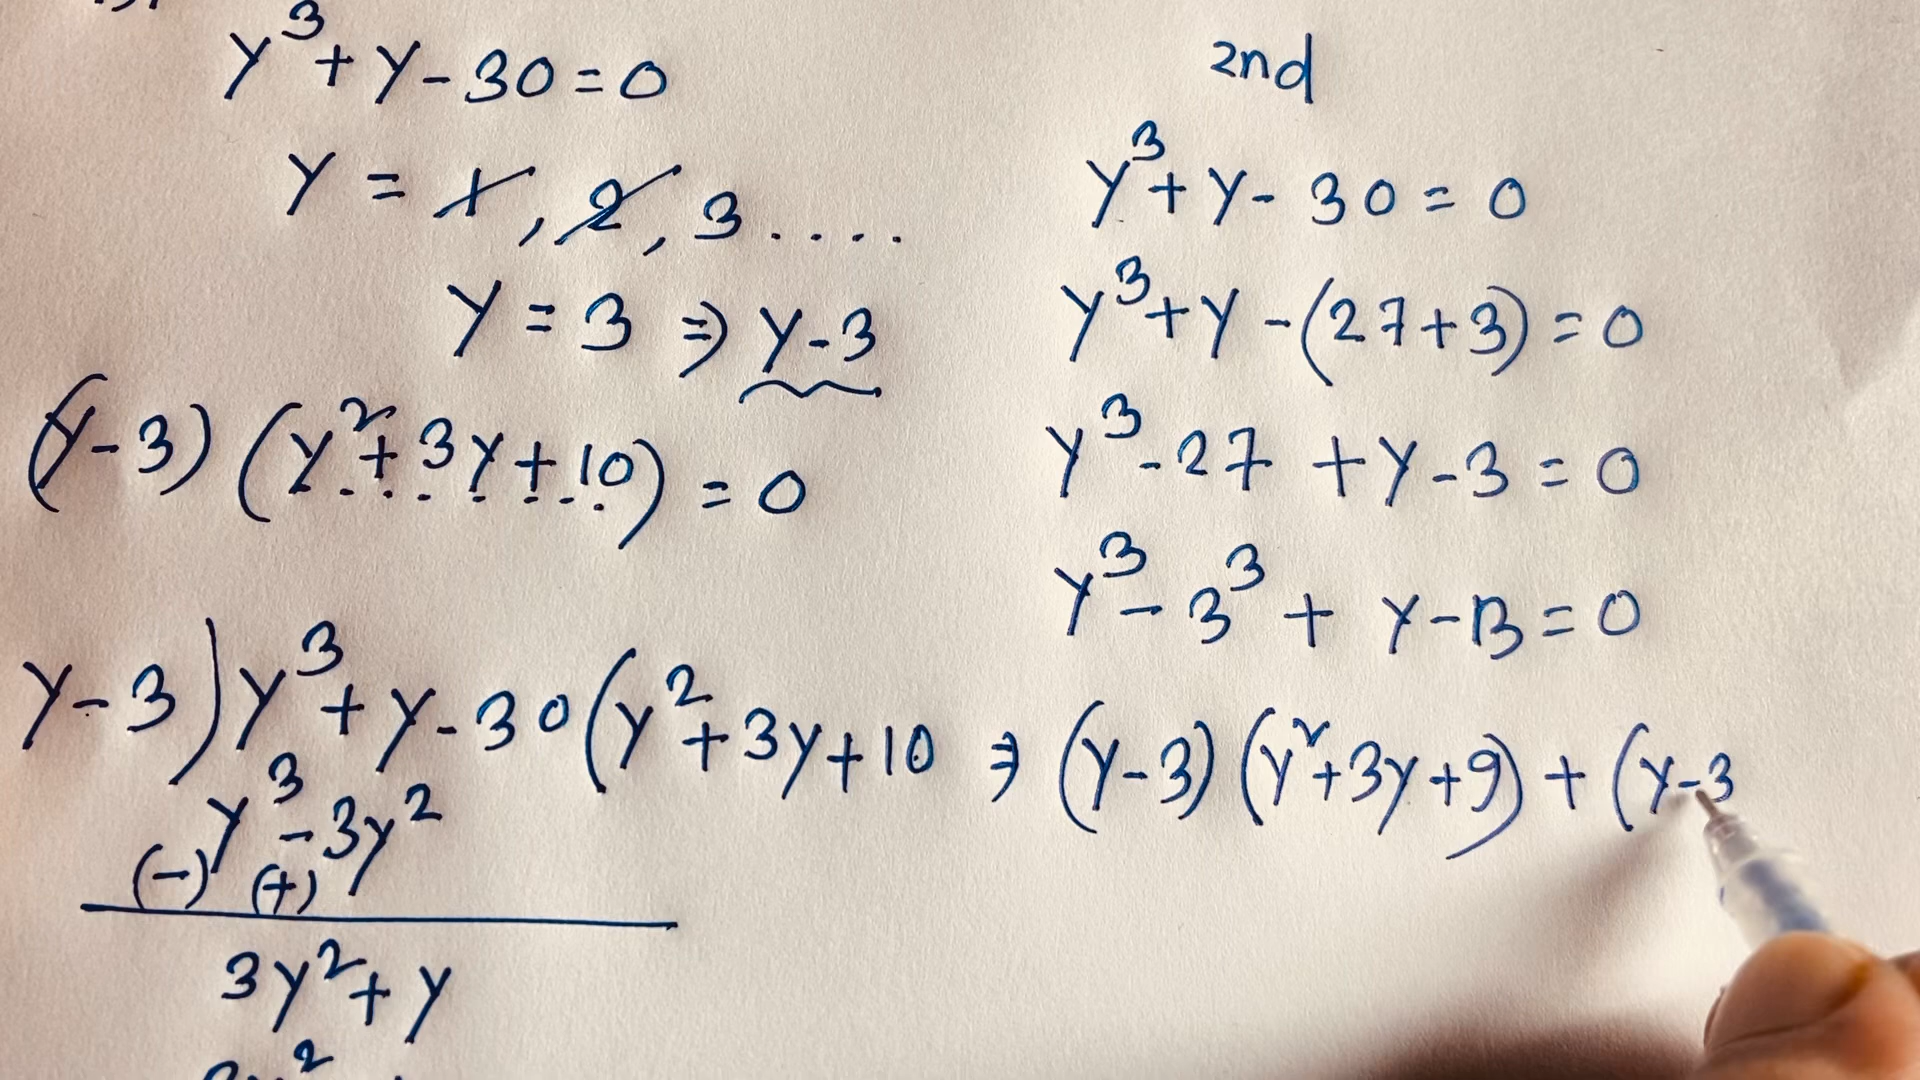 y³+y-30=0
y = 1, 2, 3....
y = 3 ⇒ y-3
(y-3)(y²+3y+10)=0
y-3)y³+y-30(y²+3y+10
y³-3y²
(-) (+)
3y²+y
2nd
y³+y-30=0
y³+y-(27+3)=0
y³-27+y-3=0
y³-3³+y-3=0
⇒ (y-3)(y²+3y+9)+(y-3